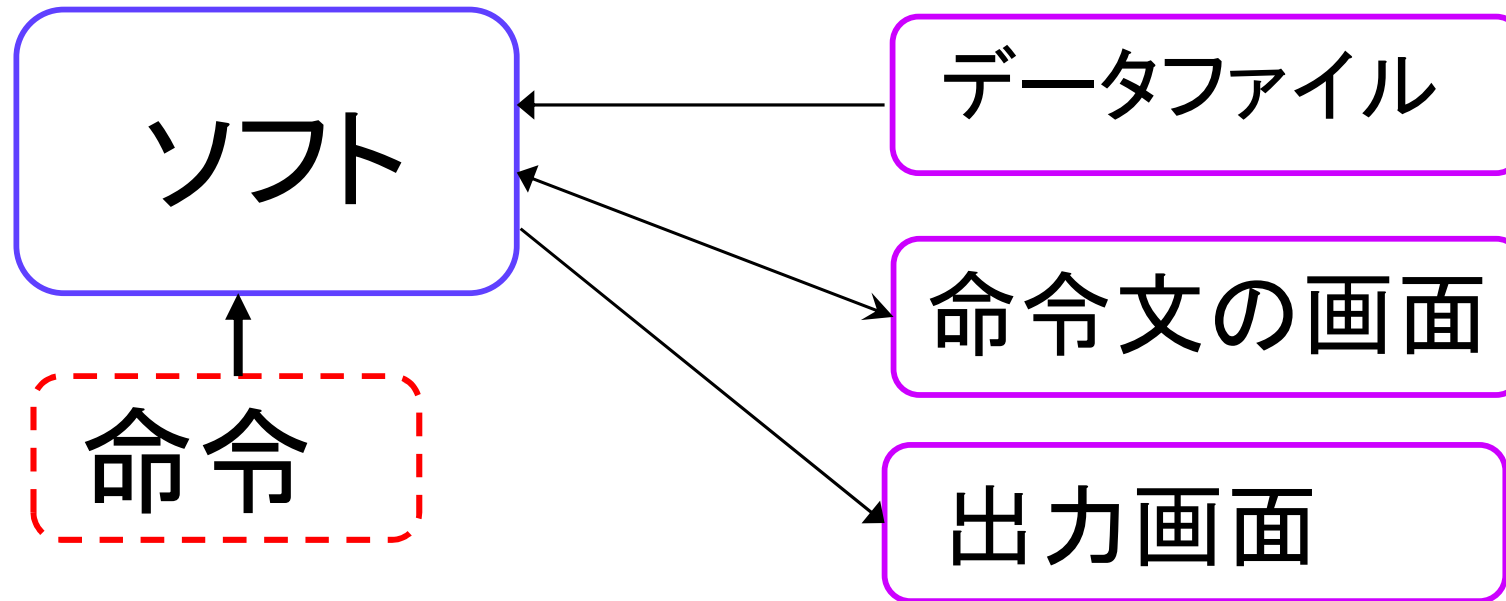 ソフト
データファイル
命令文の画面
命令
出力画面